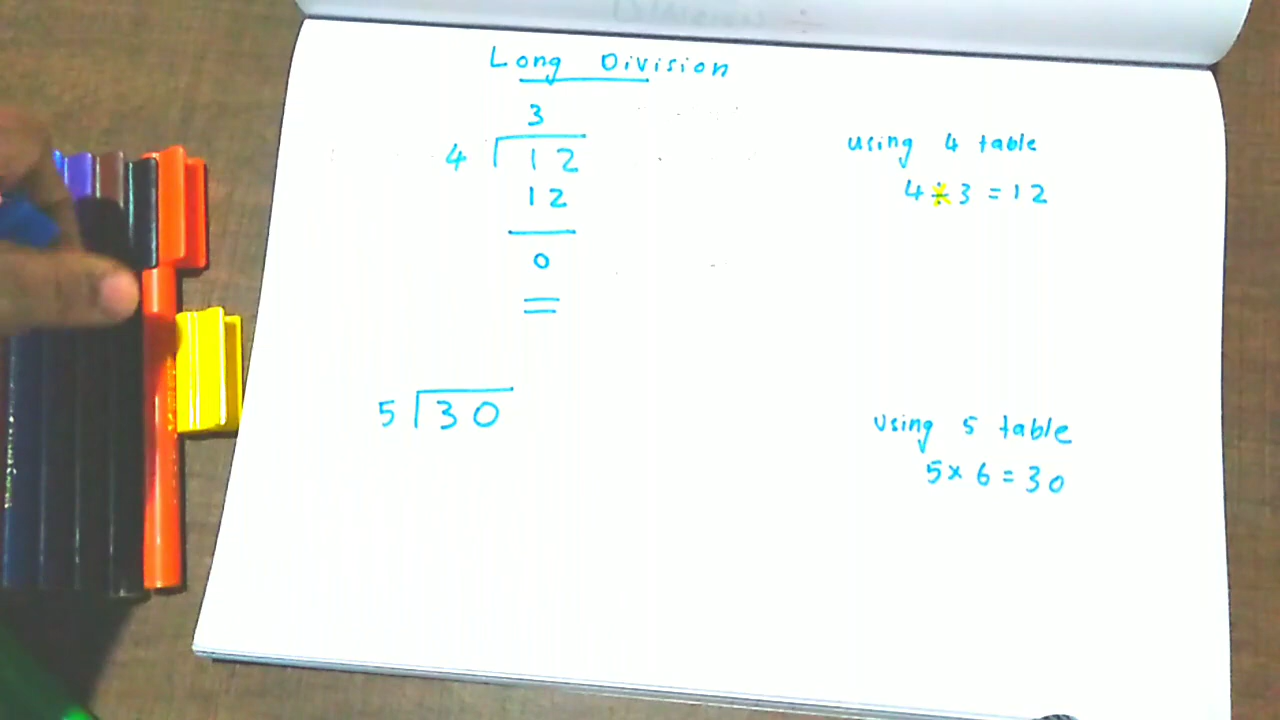 Long Division
3
4 12
12
0
using 4 table
4 × 3 = 12
5 30
using 5 table
5 × 6 = 30